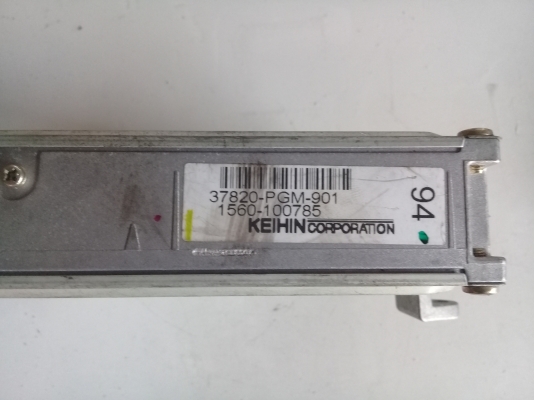 37820-PGM-901
1560-100785
KEIHIN CORPORATION
94